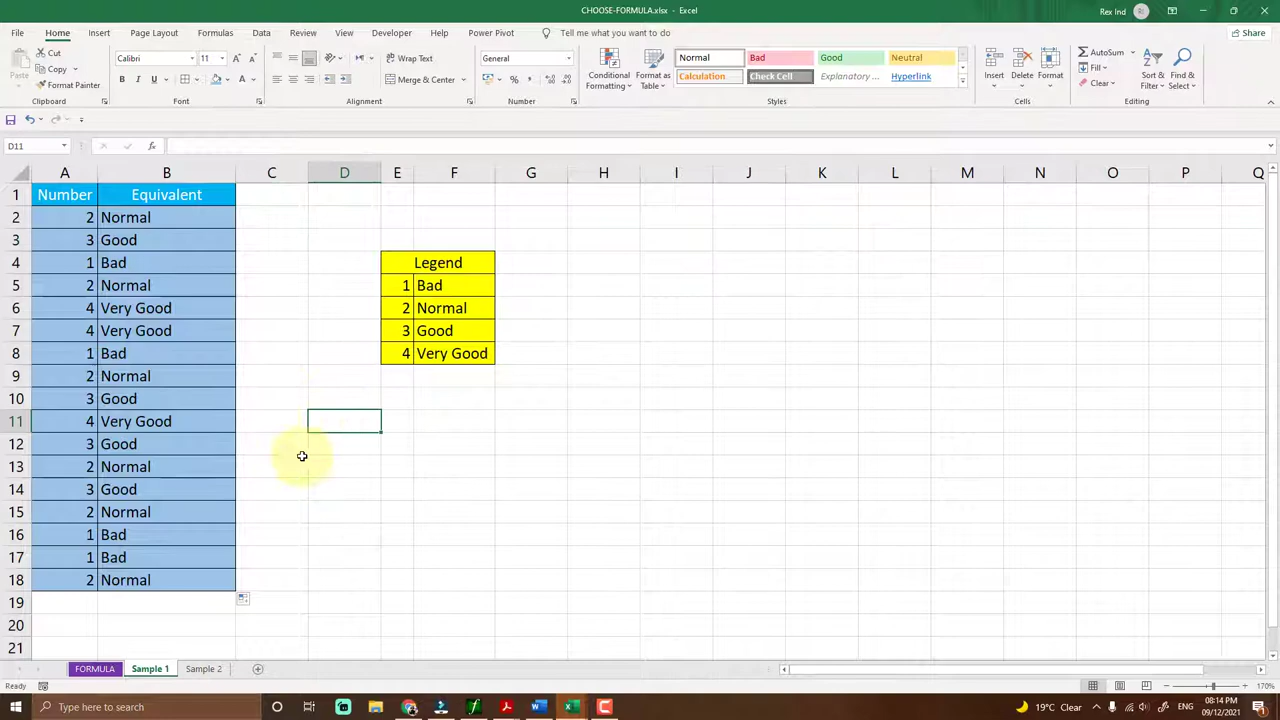 CHOOSE-FORMULA.xlsx - Excel
Rex Ind
File Home Insert Page Layout Formulas Data Review View Developer Help Power Pivot Tell me what you want to do Share
Paste
Cut
Copy
Format Painter
Clipboard
Calibri 11
B I U
Font
Wrap Text
Merge & Center
Alignment
General
$ % ,
Number
Conditional Formatting
Format as Table
Normal Bad Good Neutral
Calculation Check Cell Explanatory ... Hyperlink
Styles
Insert Delete Format
Cells
AutoSum
Fill
Clear
Sort & Filter
Find & Select
Editing
D11 fx
A B C D E F G H I J K L M N O P Q
1 Number Equivalent
2 2 Normal
3 3 Good
4 1 Bad Legend
5 2 Normal 1 Bad
6 4 Very Good 2 Normal
7 4 Very Good 3 Good
8 1 Bad 4 Very Good
9 2 Normal
10 3 Good
11 4 Very Good
12 3 Good
13 2 Normal
14 3 Good
15 2 Normal
16 1 Bad
17 1 Bad
18 2 Normal
19
20
21
FORMULA Sample 1 Sample 2
Ready 170%
Type here to search
19°C Clear ENG 08:14 PM
09/12/2021